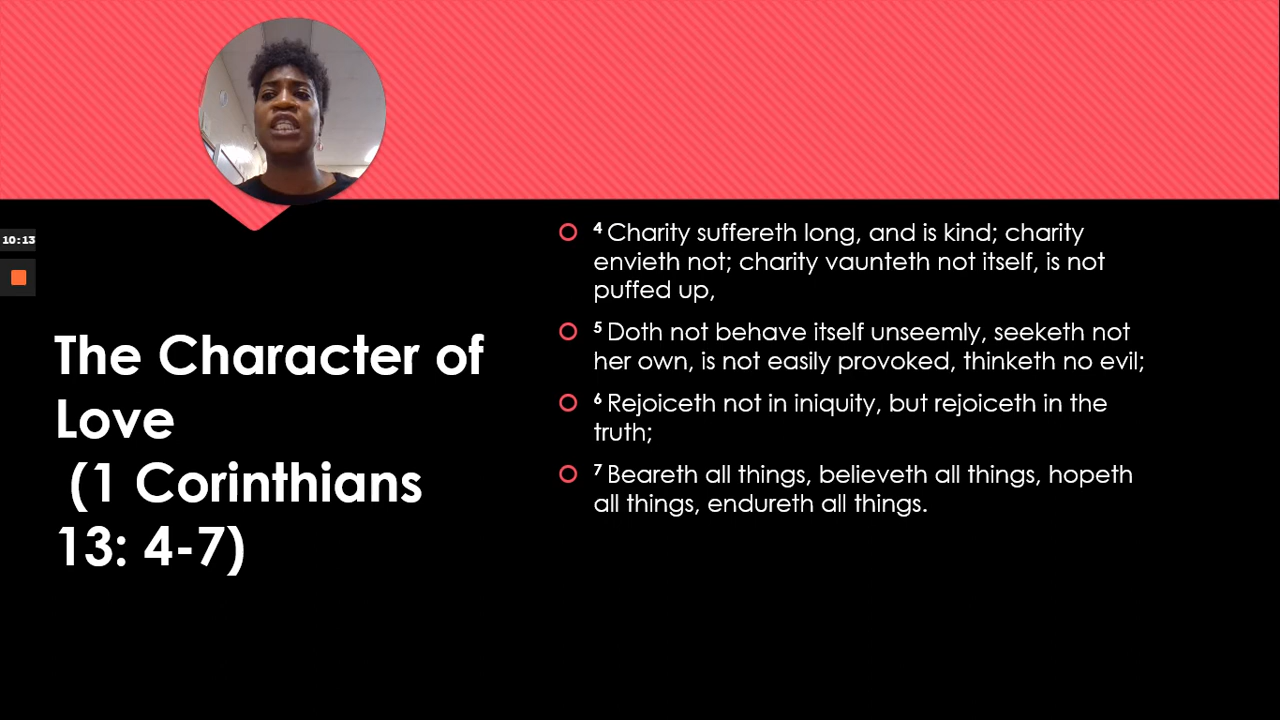 10:13
The Character of
Love
(1 Corinthians
13: 4-7)
4 Charity suffereth long, and is kind; charity
envieth not; charity vaunteth not itself, is not
puffed up,
5 Doth not behave itself unseemly, seeketh not
her own, is not easily provoked, thinketh no evil;
6 Rejoiceth not in iniquity, but rejoiceth in the
truth;
7 Beareth all things, believeth all things, hopeth
all things, endureth all things.